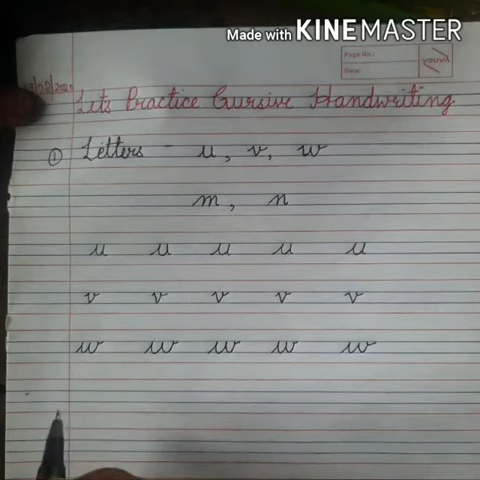 Made with KINEMASTER
Page No.:
Date:
YOUVA
Lets Practice Cursive Handwriting
① Letters - u, v, w
m, n
u u u u u
v v v v v
w w w w w